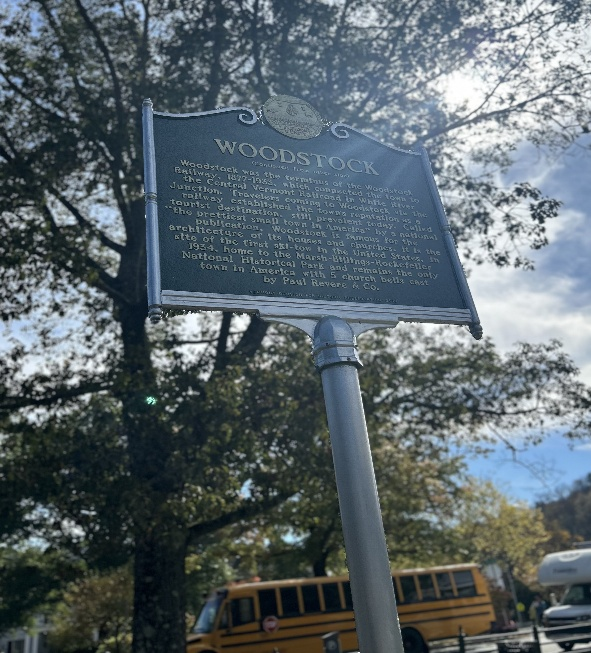 WOODSTOCK
Woodstock was the terminus of the Woodstock
Railway, 1877-1933, which connected the town to
the Central Vermont Railroad in White River
Junction. Travelers coming to Woodstock via the
railway established the towns reputation as a
tourist destination, still present today. Called
"the prettiest small town in America" by a national
publication, Woodstock is famous for the
architecture of its houses and churches. It is the
site of the first ski-tow in the United States, in
1934, home to the Marsh-Billings-Rockefeller
National Historical Park and remains the only
town in America with 5 church bells cast
by Paul Revere & Co.